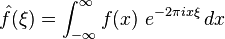 \hat{f}(\xi) = \int_{-\infty}^{\infty} f(x)\ e^{-2\pi i x \xi}\, dx